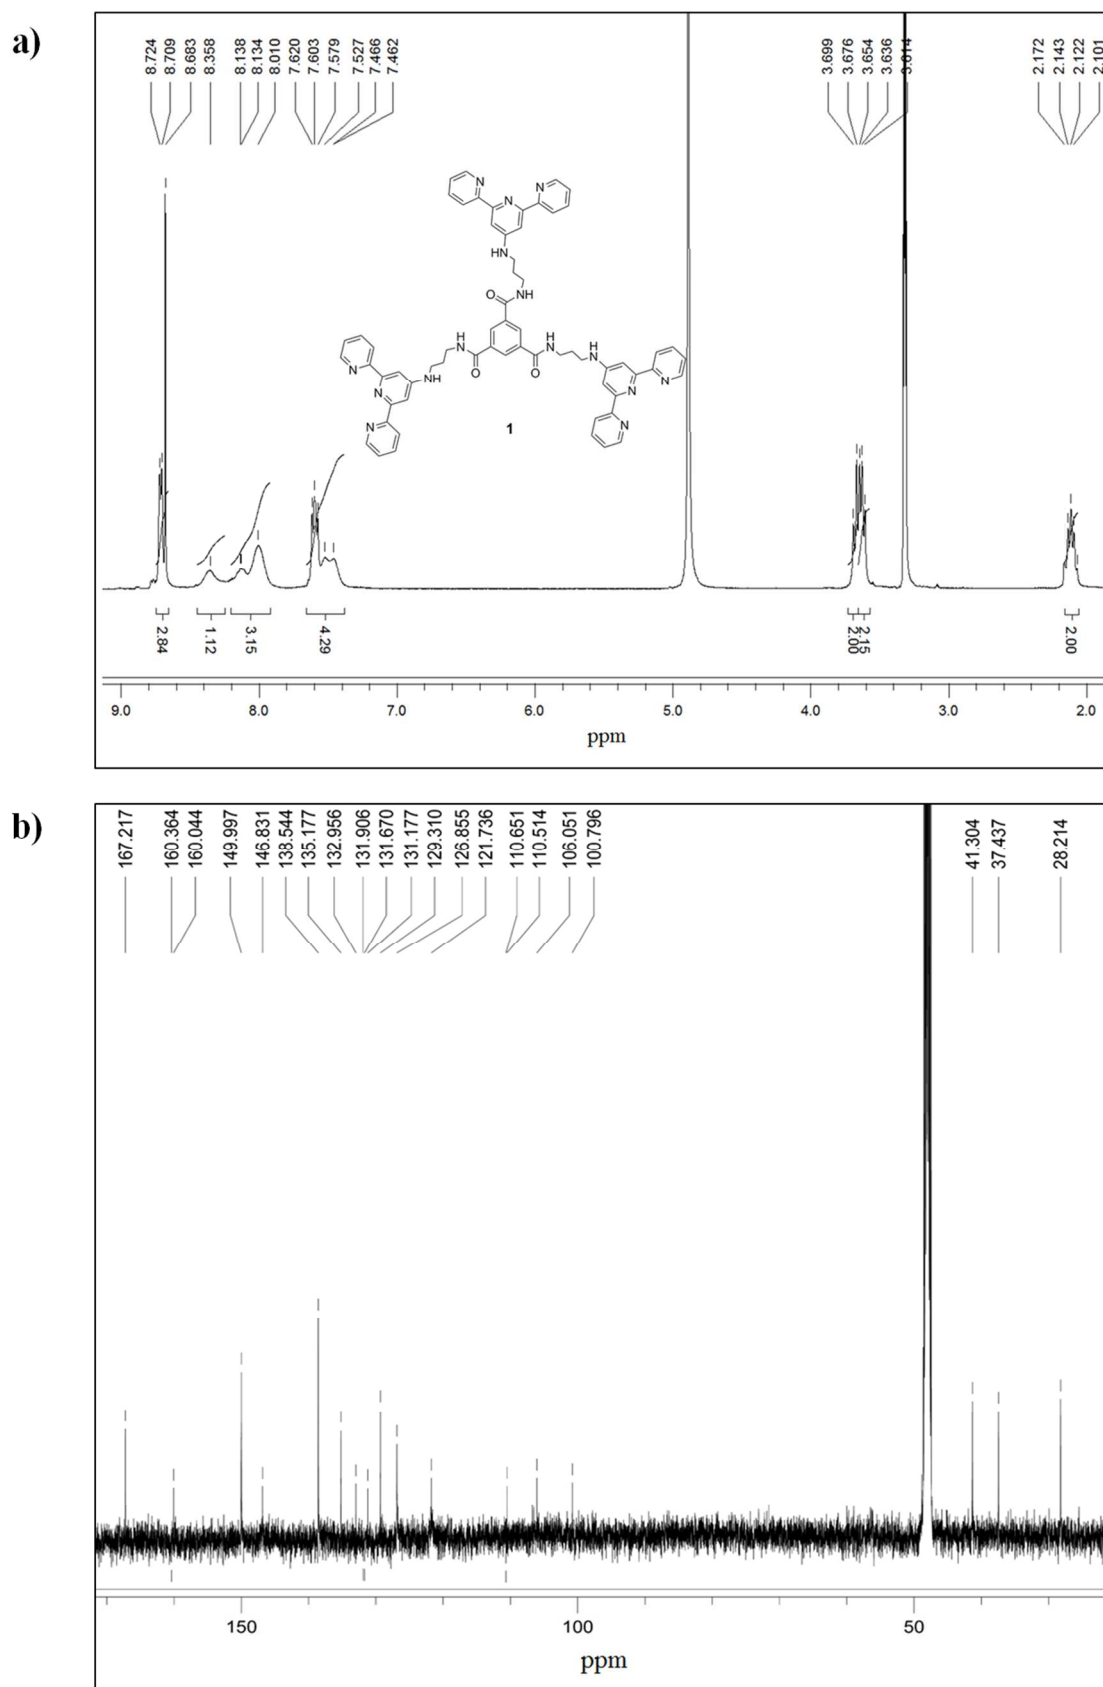 a)
8.724 8.709 8.683 8.358 8.138 8.134 8.010 7.620 7.603 7.579 7.527 7.466 7.462 3.699 3.676 3.654 3.636 3.614 2.172 2.143 2.122 2.101
N N N
HN
O NH
H N H N
N N NH O O N N N
N N
1
2.84 1.12 3.15 4.29 2.00 2.15 2.00
9.0 8.0 7.0 6.0 5.0 4.0 3.0 2.0
ppm
b)
167.217 160.364 160.044 149.997 146.831 138.544 135.177 132.956 131.906 131.670 131.177 129.310 126.855 121.736 110.651 110.514 106.051 100.796 41.304 37.437 28.214
150 100 50
ppm